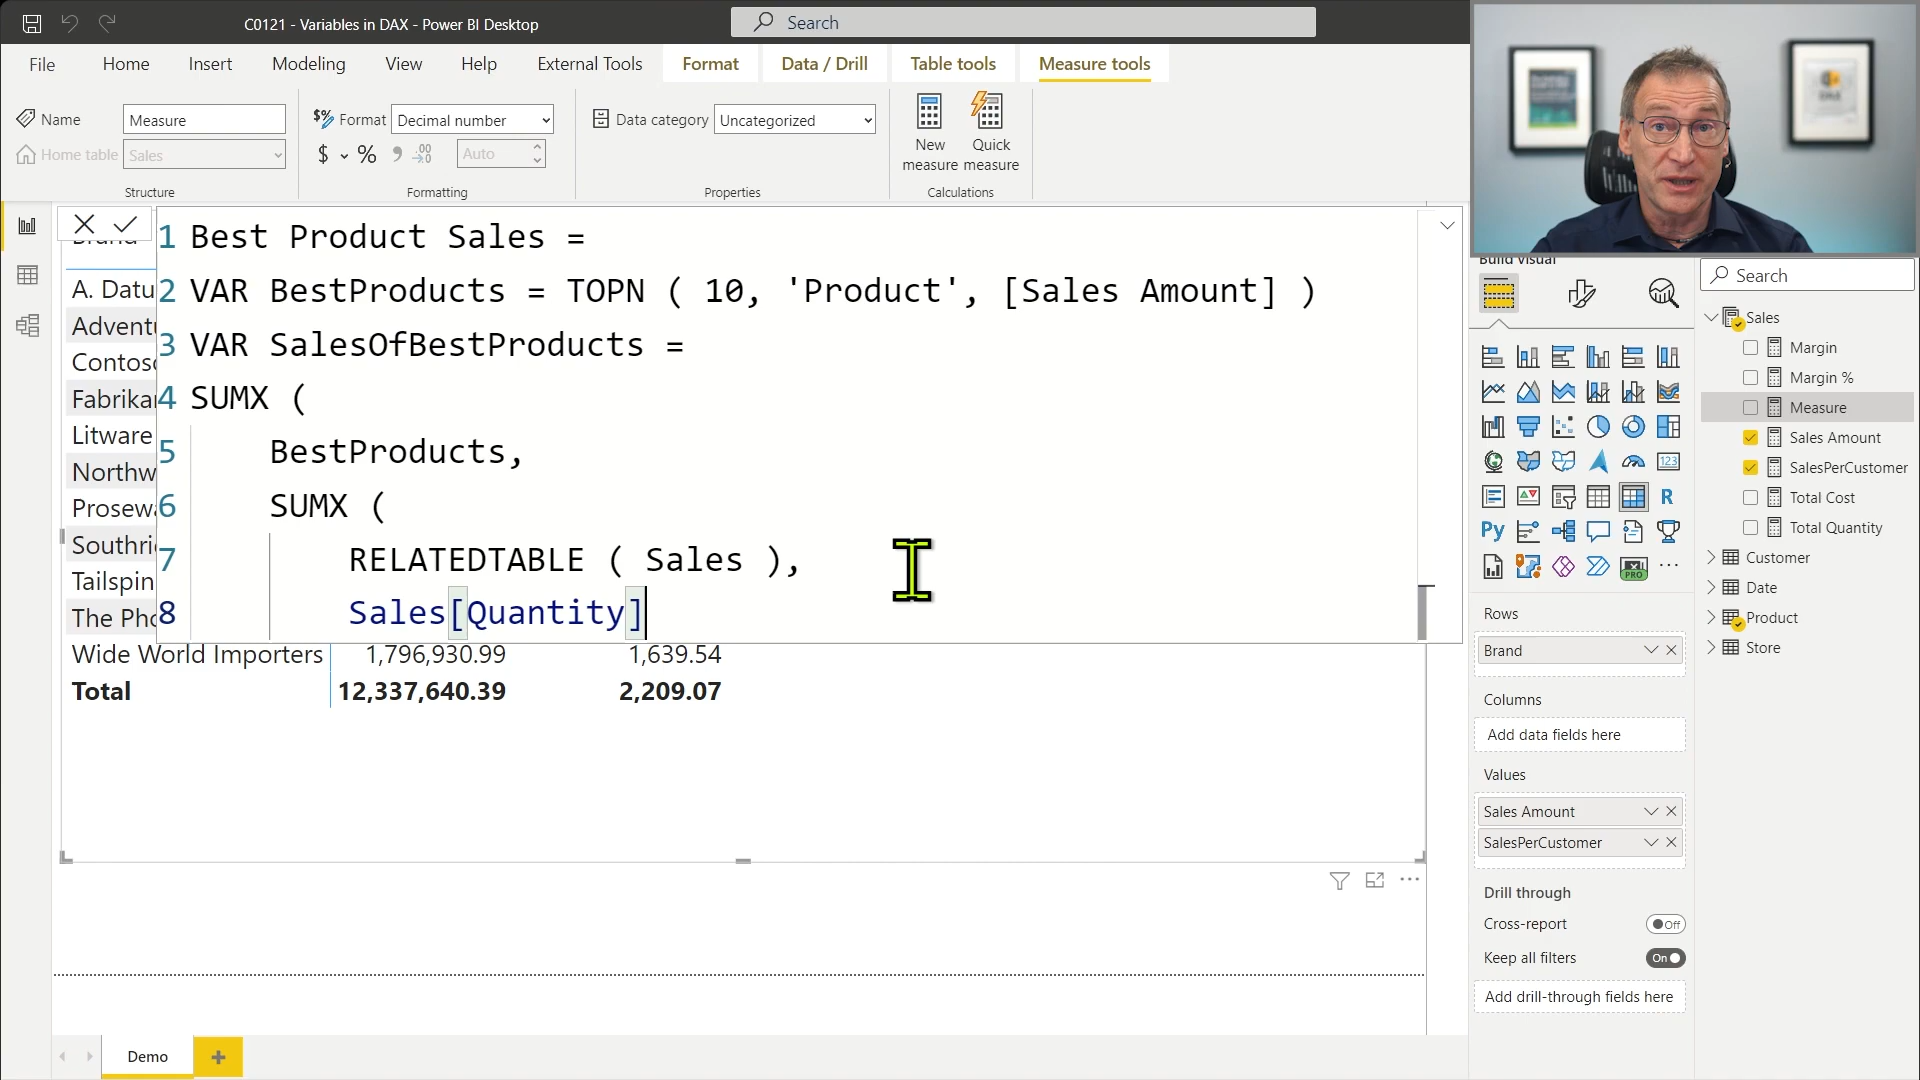 C0121 - Variables in DAX - Power BI Desktop
Search
File
Home
Insert
Modeling
View
Help
External Tools
Format
Data / Drill
Table tools
Measure tools
Name
Measure
Home table
Sales
Structure
Format
Decimal number
$
%
Auto
Formatting
Data category
Uncategorized
Properties
New measure
Quick measure
Calculations
1 Best Product Sales =
2 VAR BestProducts = TOPN ( 10, 'Product', [Sales Amount] )
3 VAR SalesOfBestProducts =
4 SUMX (
5 BestProducts,
6 SUMX (
7 RELATEDTABLE ( Sales ),
8 Sales[Quantity]
Brand
A. Datu
Advent
Contos
Fabrika
Litware
Northw
Prosew
Southri
Tailspin
The Pho
Wide World Importers 1,796,930.99 1,639.54
Total 12,337,640.39 2,209.07
Demo
Build visual
123
R
Py
PRO
Rows
Brand
Columns
Add data fields here
Values
Sales Amount
SalesPerCustomer
Drill through
Cross-report
Off
Keep all filters
On
Add drill-through fields here
Search
Sales
Margin
Margin %
Measure
Sales Amount
SalesPerCustomer
Total Cost
Total Quantity
Customer
Date
Product
Store